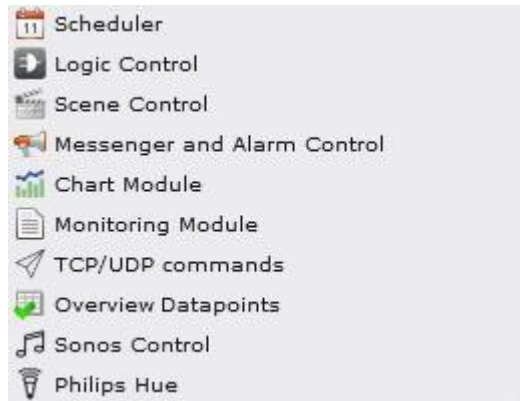 11
Scheduler
Logic Control
Scene Control
Messenger and Alarm Control
Chart Module
Monitoring Module
TCP/UDP commands
Overview Datapoints
Sonos Control
Philips Hue